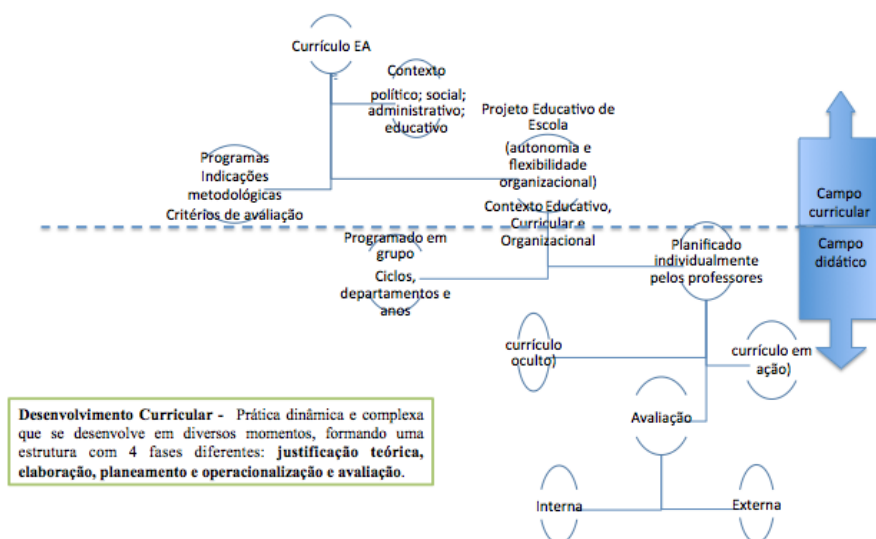 Currículo EA
Contexto
político; social;
administrativo;
educativo
Projeto Educativo de
Escola
(autonomia e
flexibilidade
organizacional)
Programas
Indicações
metodológicas
Critérios de avaliação
Contexto Educativo,
Curricular e
Organizacional
Campo
curricular
Campo
didático
Programado em
grupo
Ciclos,
departamentos e
anos
Planificado
individualmente
pelos professores
currículo
oculto)
currículo em
ação)
Avaliação
Interna
Externa
Desenvolvimento Curricular - Prática dinâmica e complexa
que se desenvolve em diversos momentos, formando uma
estrutura com 4 fases diferentes: justificação teórica,
elaboração, planeamento e operacionalização e avaliação.